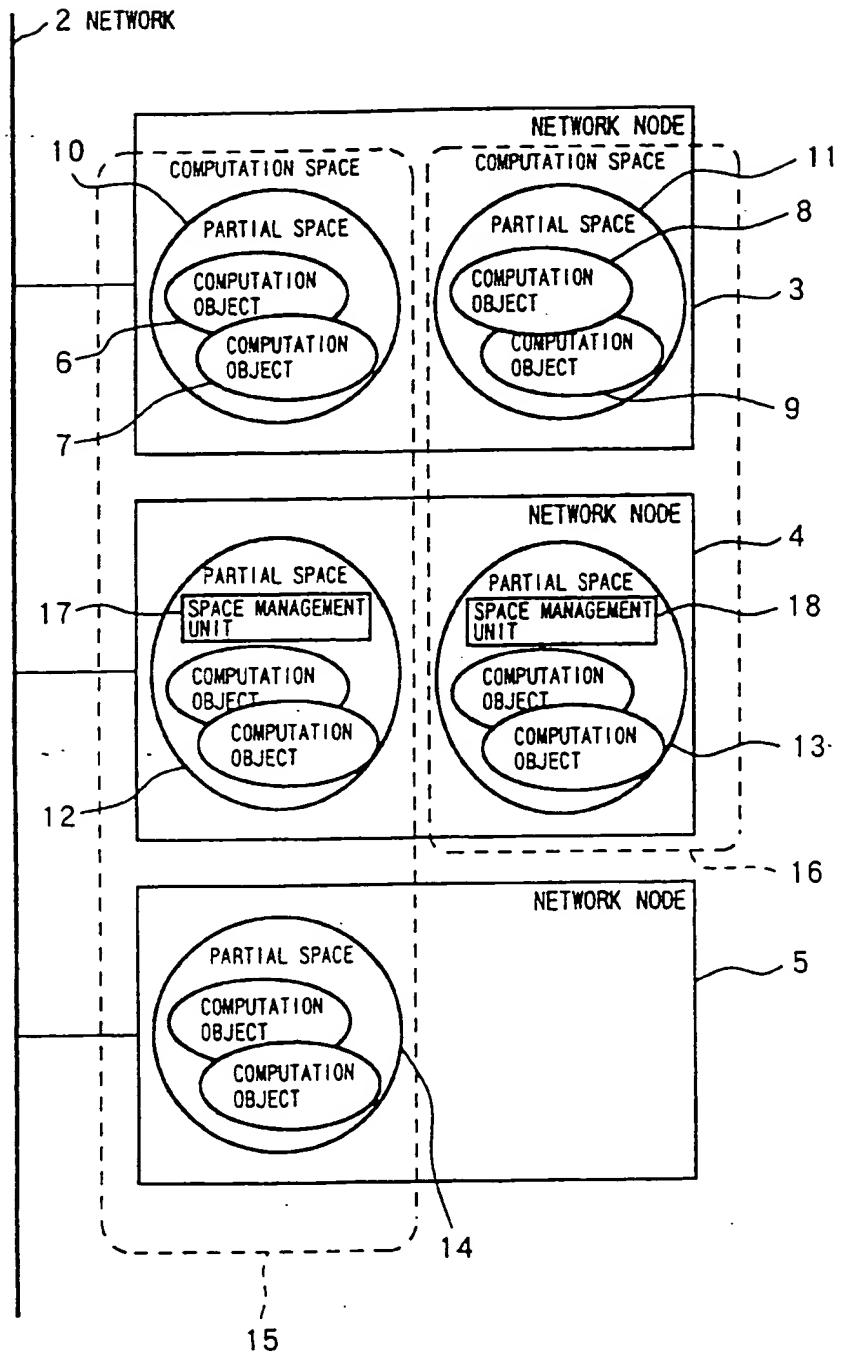 2 NETWORK
NETWORK NODE
10
COMPUTATION SPACE
COMPUTATION SPACE
11
PARTIAL SPACE
PARTIAL SPACE
8
COMPUTATION
OBJECT
COMPUTATION
OBJECT
3
6
COMPUTATION
OBJECT
COMPUTATION
OBJECT
7
9
NETWORK NODE
4
PARTIAL SPACE
PARTIAL SPACE
17
SPACE MANAGEMENT
UNIT
SPACE MANAGEMENT
UNIT
18
COMPUTATION
OBJECT
COMPUTATION
OBJECT
COMPUTATION
OBJECT
COMPUTATION
OBJECT
13
12
16
NETWORK NODE
PARTIAL SPACE
5
COMPUTATION
OBJECT
COMPUTATION
OBJECT
14
15